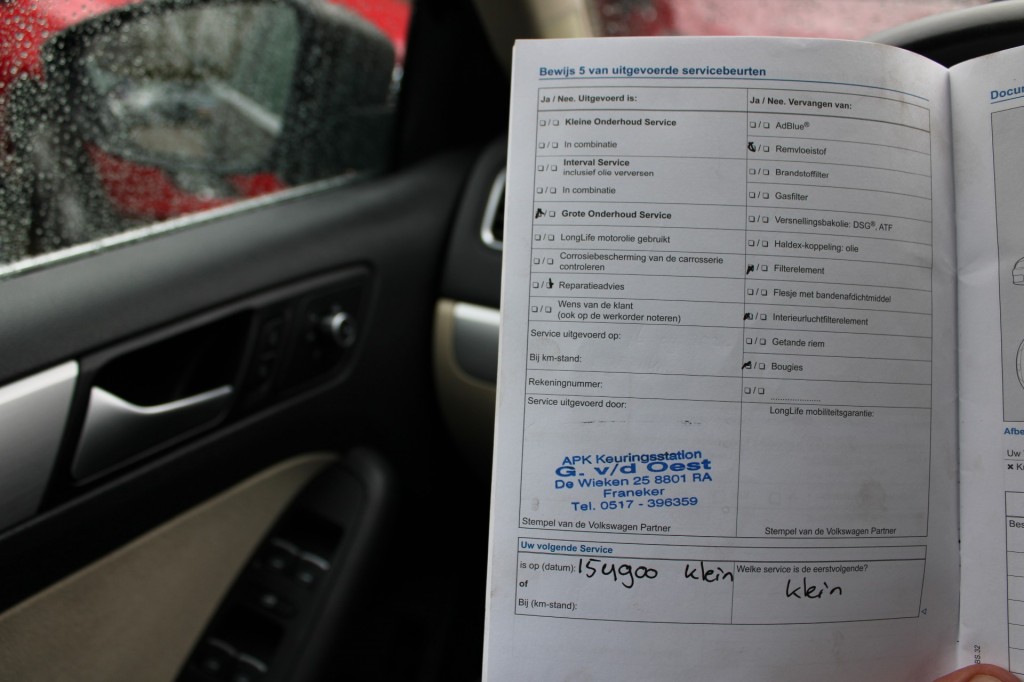 Bewijs 5 van uitgevoerde servicebeurten
Ja / Nee. Uitgevoerd is:
❏ / ❏ Kleine Onderhoud Service
❏ / ❏ In combinatie
❏ / ❏ Interval Service
inclusief olie verversen
❏ / ❏ In combinatie
❏ / ❏ Grote Onderhoud Service
❏ / ❏ LongLife motorolie gebruikt
❏ / ❏ Corrosiebescherming van de carrosserie
controleren
❏ / ❏ Reparatieadvies
❏ / ❏ Wens van de klant
(ook op de werkorder noteren)
Service uitgevoerd op:
Bij km-stand:
Rekeningnummer:
Service uitgevoerd door:
APK Keuringsstation
G. v/d Oest
De Wieken 25 8801 RA
Franeker
Tel. 0517 - 396359
Stempel van de Volkswagen Partner
Ja / Nee. Vervangen van:
❏ / ❏ AdBlue®
❏ / ❏ Remvloeistof
❏ / ❏ Brandstoffilter
❏ / ❏ Gasfilter
❏ / ❏ Versnellingsbakolie: DSG®, ATF
❏ / ❏ Haldex-koppeling: olie
❏ / ❏ Filterelement
❏ / ❏ Flesje met bandenafdichtmiddel
❏ / ❏ Interieurluchtfilterelement
❏ / ❏ Getande riem
❏ / ❏ Bougies
❏ / ❏ ....................
LongLife mobiliteitsgarantie:
Stempel van de Volkswagen Partner
Uw volgende Service
is op (datum): 154900 klein
of
Bij (km-stand):
Welke service is de eerstvolgende?
klein
Docu
Afbe
Uw
Bes
BS.32